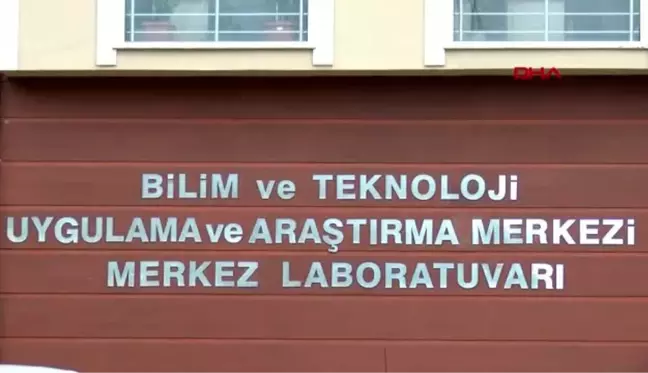 DHA
BiLiM ve TEKNOLOJi
UYGULAMA ve ARAŞTIRMA MERKEZi
MERKEZ LABORATUVARI